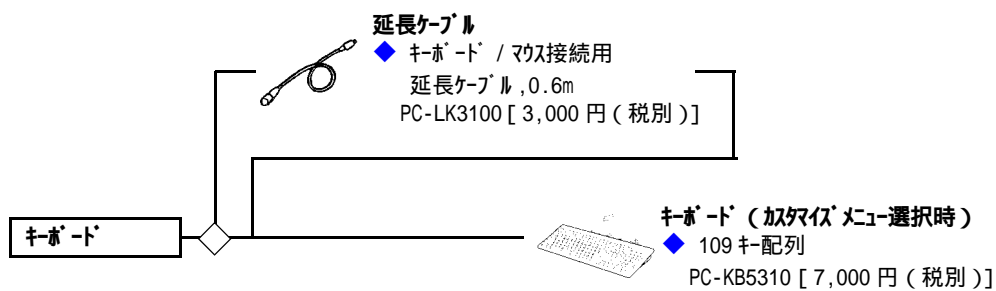 延長ｹｰﾌﾞﾙ
◆ ｷｰﾎﾞｰﾄﾞ / ﾏｳｽ接続用
延長ｹｰﾌﾞﾙ,0.6m
PC-LK3100 [ 3,000 円 ( 税別 )]
ｷｰﾎﾞｰﾄﾞ
ｷｰﾎﾞｰﾄﾞ ( ｶｽﾀﾏｲｽﾞﾒﾆｭｰ選択時 )
◆ 109 ｷｰ配列
PC-KB5310 [ 7,000 円 ( 税別 )]